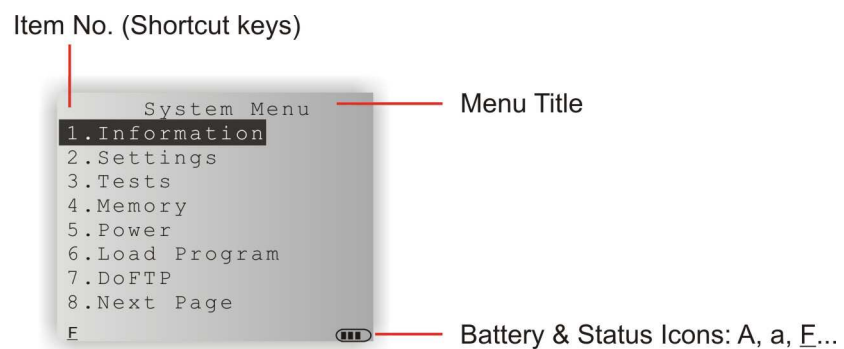 Item No. (Shortcut keys)
System Menu
Menu Title
1.Information
2.Settings
3.Tests
4.Memory
5.Power
6.Load Program
7.DoFTP
8.Next Page
F
Battery & Status Icons: A, a, F...